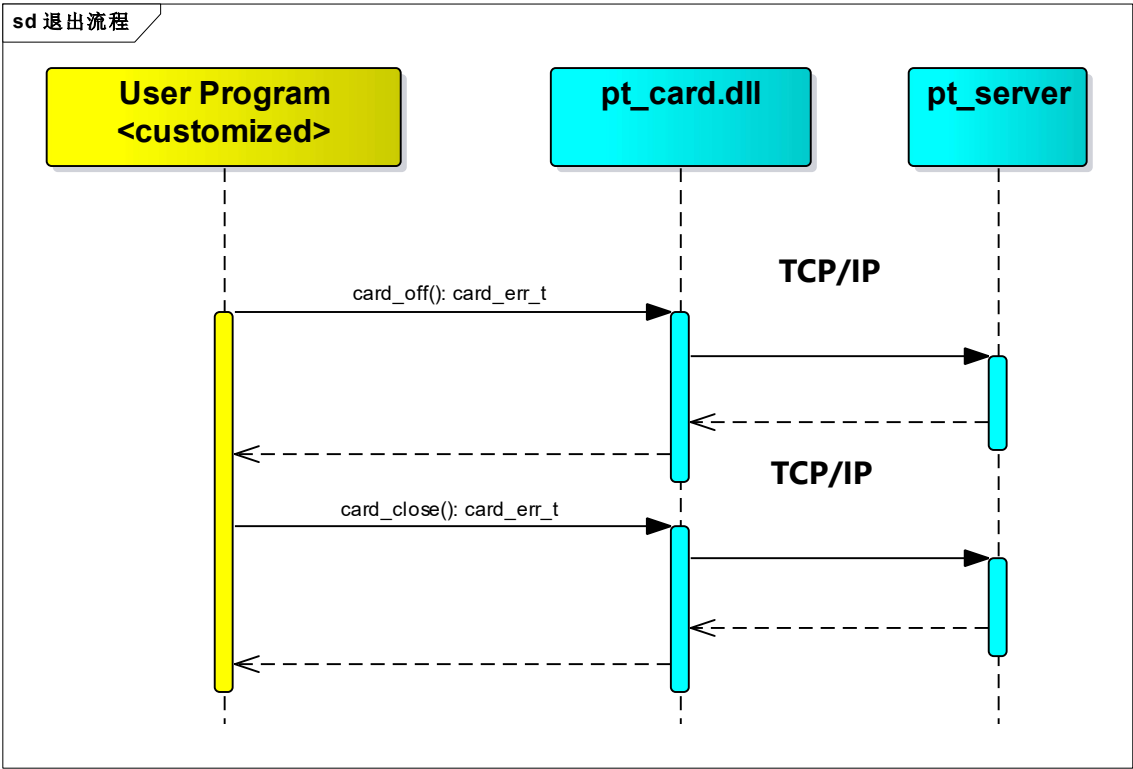 sd 退出流程
User Program
<customized>
pt_card.dll
pt_server
TCP/IP
card_off(): card_err_t
TCP/IP
card_close(): card_err_t